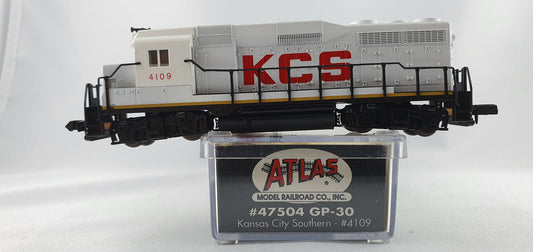 KCS
4109
ATLAS
®
MODEL RAILROAD CO., INC.
#47504 GP-30
Kansas City Southern - #4109